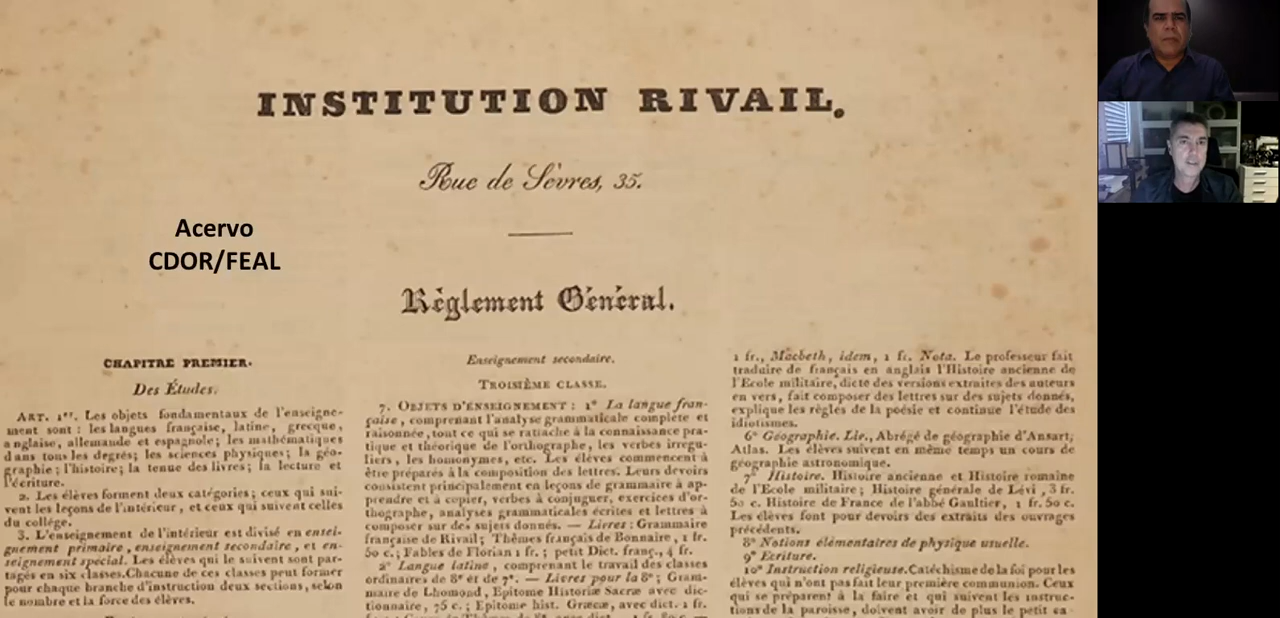 INSTITUTION RIVAIL.
Rue de Sèvres, 35.
Acervo
CDOR/FEAL
Règlement Général.
CHAPITRE PREMIER.
Des Études.
ART. 1er. Les objets fondamentaux de l'enseigne-
ment sont : les langues française, latine, grecque,
anglaise, allemande et espagnole; les mathématiques
dans tous les degrés; les sciences physiques; la géo-
graphie; l'histoire; la tenue des livres; la lecture et
l'écriture.
2. Les élèves forment deux catégories; ceux qui sui-
vent les leçons de l'intérieur, et ceux qui suivent celles
du collége.
3. L'enseignement de l'intérieur est divisé en ensei-
gnement primaire, enseignement secondaire, et en-
seignement spécial. Les élèves qui le suivent sont par-
tagés en six classes. Chacune de ces classes peut former
pour chaque branche d'instruction deux sections, selon
le nombre et la force des élèves.
Enseignement secondaire.
TROISIÈME CLASSE.
7. OBJETS D'ENSEIGNEMENT : 1° La langue fran-
çaise, comprenant l'analyse grammaticale complète et
raisonnée, tout ce qui se rattache à la connaissance pra-
tique et théorique de l'orthographe, les verbes irregu-
liers, les homonymes, etc. Les élèves commencent à
être préparés à la composition des lettres. Leurs devoirs
consistent principalement en leçons de grammaire à ap-
prendre et à copier, verbes à conjuguer, exercices d'or-
thographe, analyses grammaticales écrites et lettres à
composer sur des sujets donnés. — Livres: Grammaire
française de Rivail; Thêmes français de Bonnaire, 1 fr.
50 c.; Fables de Florian 1 fr.; petit Dict. franç., 4 fr.
2° Langue latine, comprenant le travail des classes
ordinaires de 8e et de 7e. — Livres pour la 8e; Gram-
maire de Lhomond, Epitome Historiæ Sacræ avec dic-
tionnaire, 75 c.; Epitome hist. Græcæ, avec dict. 1 fr.
1 fr., Macbeth, idem, 1 fr. Nota. Le professeur fait
traduire de français en anglais l'Histoire ancienne de
l'Ecole militaire, dicte des versions extraites des auteurs
en vers, fait composer des lettres sur des sujets donnés,
explique les règles de la poésie et continue l'étude des
idiotismes.
6° Géographie. Liv., Abrégé de géographie d'Ansart,
Atlas. Les élèves suivent en même temps un cours de
géographie astronomique.
7° Histoire. Histoire ancienne et Histoire romaine
de l'Ecole militaire; Histoire générale de Lévi, 3 fr.
50 c. Histoire de France de l'abbé Gaultier, 1 fr. 50 c.
Les élèves font pour devoirs des extraits des ouvrages
précédents.
8° Notions élémentaires de physique usuelle.
9° Ecriture.
10° Instruction religieuse. Catéchisme de la foi pour les
élèves qui n'ont pas fait leur première communion. Ceux
qui se préparent à la faire et qui suivent les instruc-
tions de la paroisse, doivent avoir de plus le petit ca-